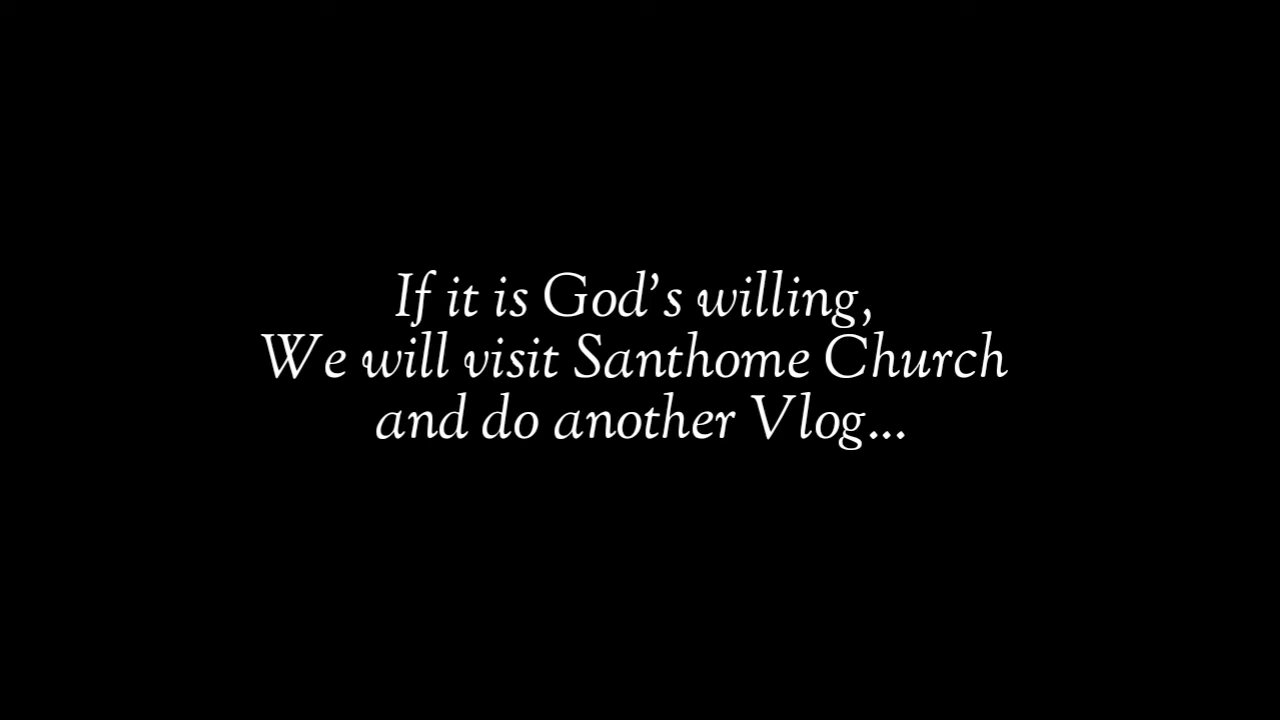 If it is God’s willing,
We will visit Santhome Church
and do another Vlog...